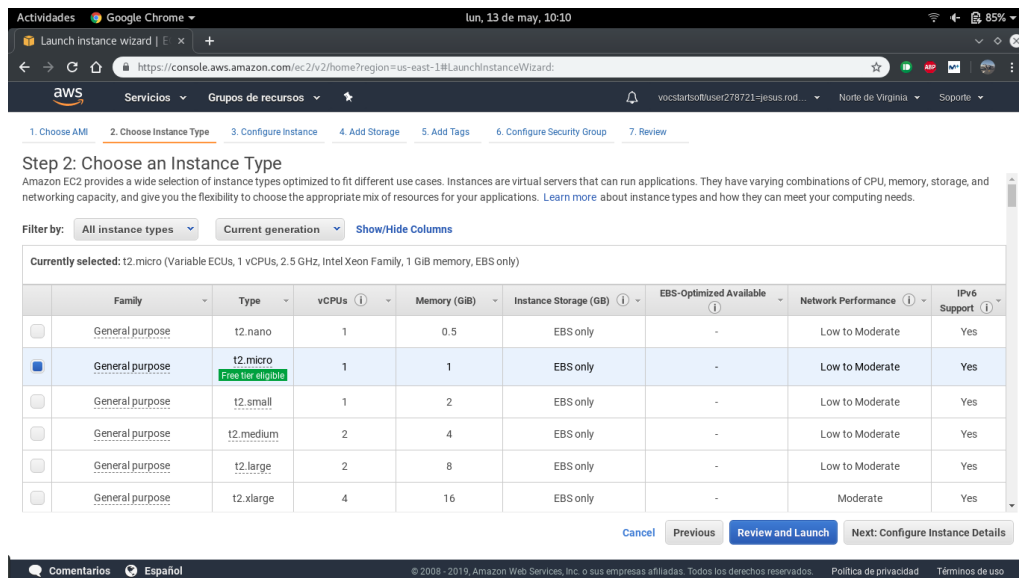 Actividades Google Chrome lun, 13 de may, 10:10 85%
Launch instance wizard | E
https://console.aws.amazon.com/ec2/v2/home?region=us-east-1#LaunchInstanceWizard: ABP
aws Servicios Grupos de recursos vocstartsoft/user278721=jesus.rod... Norte de Virginia Soporte
1. Choose AMI 2. Choose Instance Type 3. Configure Instance 4. Add Storage 5. Add Tags 6. Configure Security Group 7. Review
Step 2: Choose an Instance Type
Amazon EC2 provides a wide selection of instance types optimized to fit different use cases. Instances are virtual servers that can run applications. They have varying combinations of CPU, memory, storage, and
networking capacity, and give you the flexibility to choose the appropriate mix of resources for your applications. Learn more about instance types and how they can meet your computing needs.
Filter by: All instance types Current generation Show/Hide Columns
Currently selected: t2.micro (Variable ECUs, 1 vCPUs, 2.5 GHz, Intel Xeon Family, 1 GiB memory, EBS only)
Family Type vCPUs Memory (GiB) Instance Storage (GB) EBS-Optimized Available Network Performance IPv6 Support
General purpose t2.nano 1 0.5 EBS only - Low to Moderate Yes
General purpose t2.micro Free tier eligible 1 1 EBS only - Low to Moderate Yes
General purpose t2.small 1 2 EBS only - Low to Moderate Yes
General purpose t2.medium 2 4 EBS only - Low to Moderate Yes
General purpose t2.large 2 8 EBS only - Low to Moderate Yes
General purpose t2.xlarge 4 16 EBS only - Moderate Yes
Cancel Previous Review and Launch Next: Configure Instance Details
Comentarios Español © 2008 - 2019, Amazon Web Services, Inc. o sus empresas afiliadas. Todos los derechos reservados. Política de privacidad Términos de uso